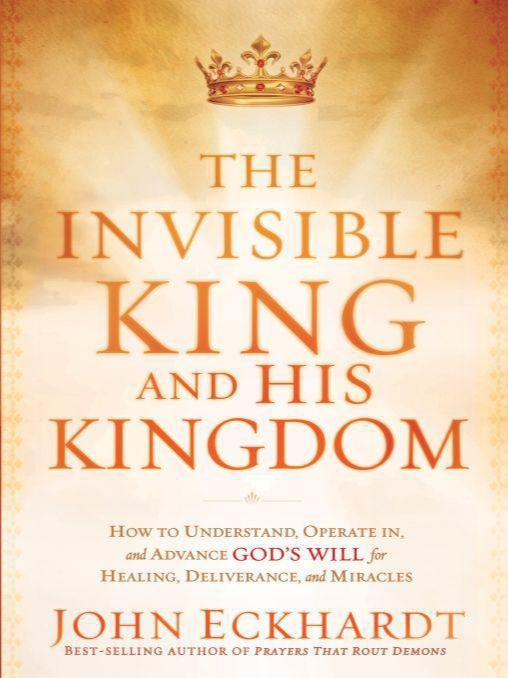 THE
INVISIBLE
KING
AND HIS
KINGDOM
HOW TO UNDERSTAND, OPERATE IN,
and ADVANCE GOD'S WILL for
HEALING, DELIVERANCE, and MIRACLES
JOHN ECKHARDT
BEST-SELLING AUTHOR OF PRAYERS THAT ROUT DEMONS